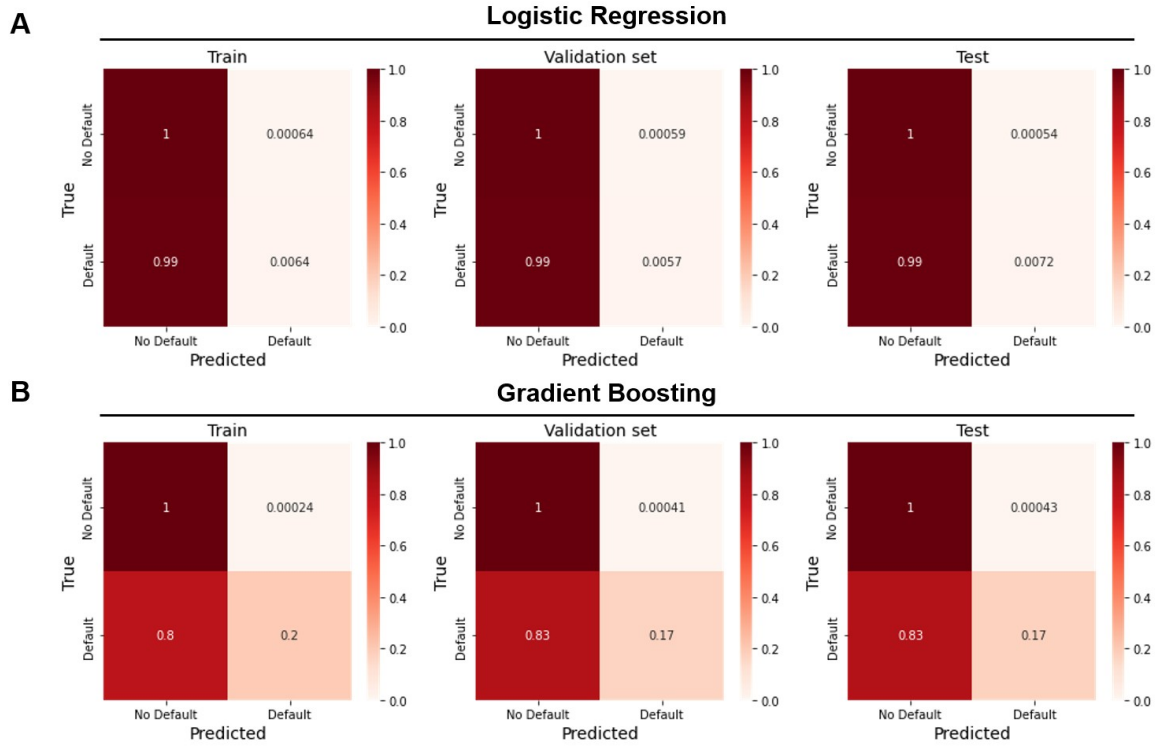 A
Logistic Regression
Train
Validation set
Test
True
No Default
Default
1
0.00064
0.99
0.0064
1.0
0.8
0.6
0.4
0.2
0.0
No Default
Default
Predicted
True
No Default
Default
1
0.00059
0.99
0.0057
1.0
0.8
0.6
0.4
0.2
0.0
No Default
Default
Predicted
True
No Default
Default
1
0.00054
0.99
0.0072
1.0
0.8
0.6
0.4
0.2
0.0
No Default
Default
Predicted
B
Gradient Boosting
Train
Validation set
Test
True
No Default
Default
1
0.00024
0.8
0.2
1.0
0.8
0.6
0.4
0.2
0.0
No Default
Default
Predicted
True
No Default
Default
1
0.00041
0.83
0.17
1.0
0.8
0.6
0.4
0.2
0.0
No Default
Default
Predicted
True
No Default
Default
1
0.00043
0.83
0.17
1.0
0.8
0.6
0.4
0.2
0.0
No Default
Default
Predicted